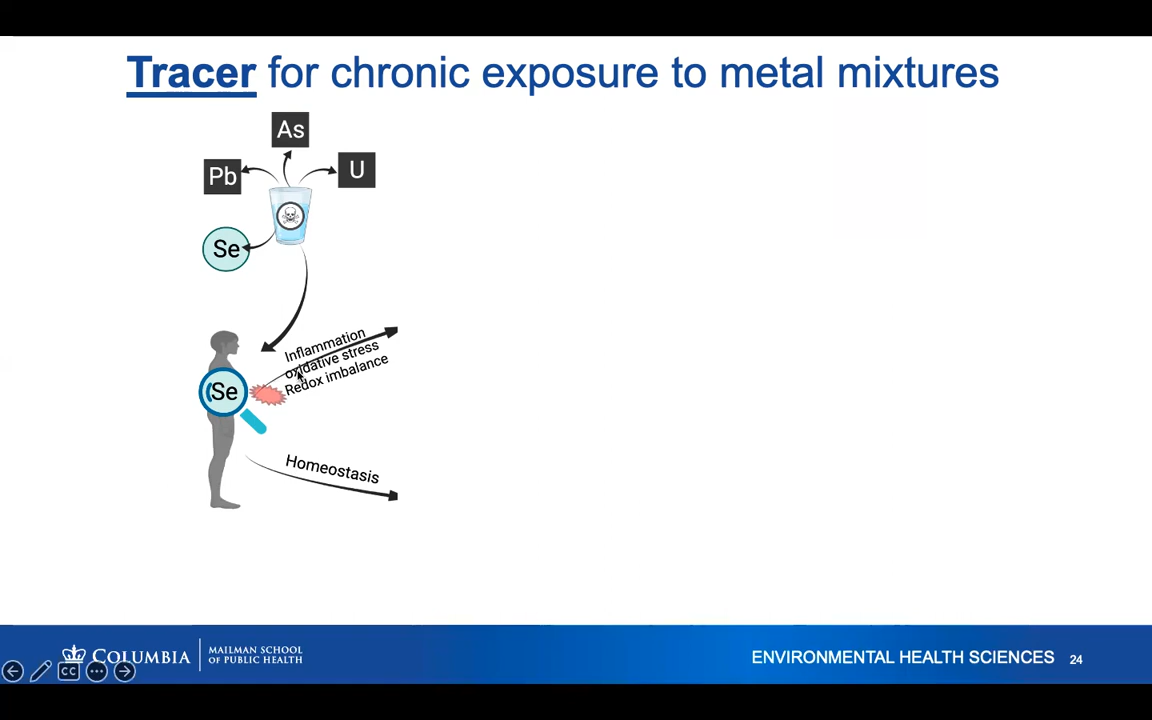 Tracer for chronic exposure to metal mixtures
As
Pb
U
Se
Inflammation
oxidative stress
Redox imbalance
Se
Homeostasis
COLUMBIA
MAILMAN SCHOOL
OF PUBLIC HEALTH
ENVIRONMENTAL HEALTH SCIENCES 24
CC